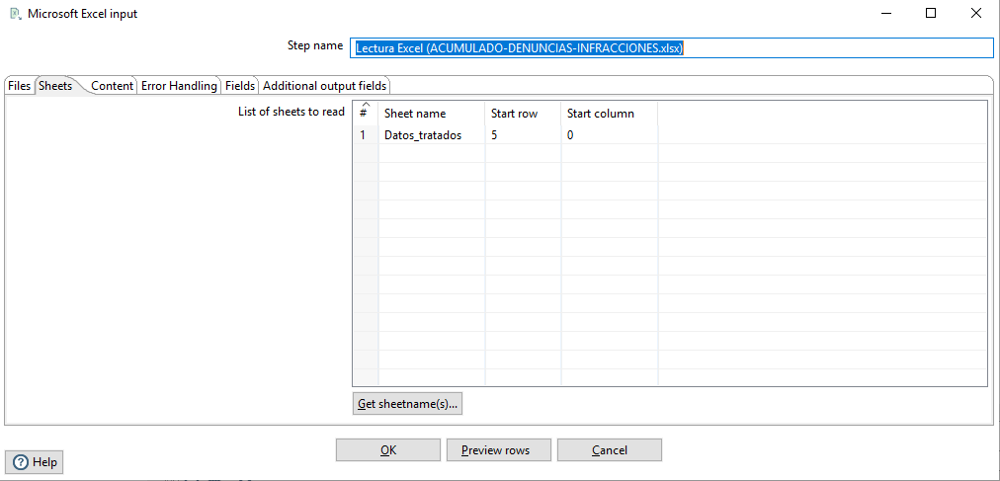 Microsoft Excel input
Step name Lectura Excel (ACUMULADO-DENUNCIAS-INFRACCIONES.xlsx)
Files Sheets Content Error Handling Fields Additional output fields
List of sheets to read
# Sheet name Start row Start column
1 Datos_tratados 5 0
Get sheetname(s)...
OK Preview rows Cancel
? Help